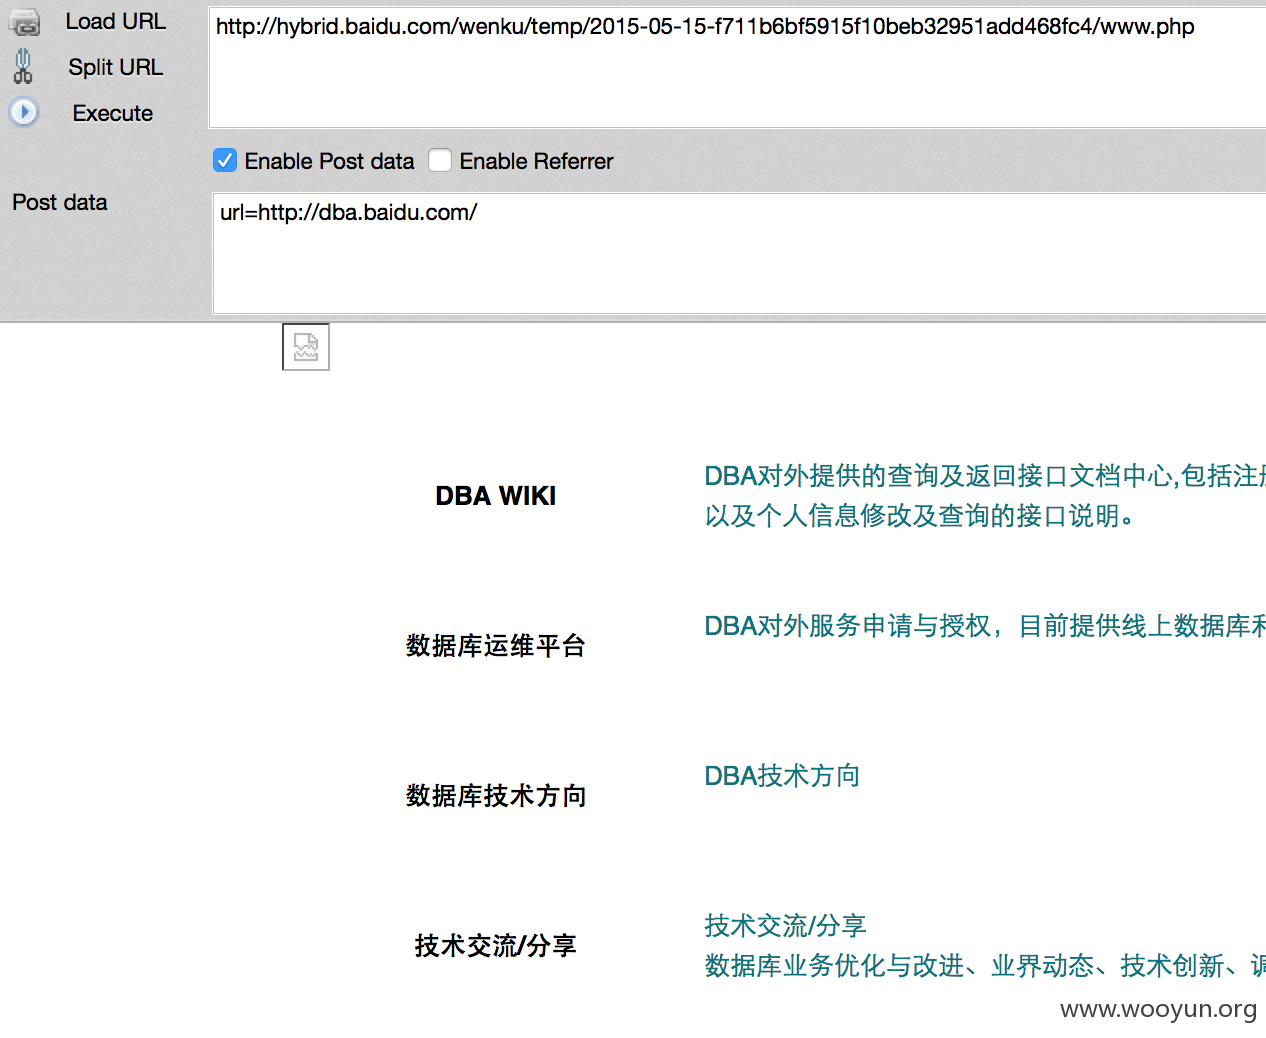 Load URL
http://hybrid.baidu.com/wenku/temp/2015-05-15-f711b6bf5915f10beb32951add468fc4/www.php
Split URL
Execute
Enable Post data
Enable Referrer
Post data
url=http://dba.baidu.com/
DBA WIKI
DBA对外提供的查询及返回接口文档中心,包括注册
以及个人信息修改及查询的接口说明。
数据库运维平台
DBA对外服务申请与授权，目前提供线上数据库和
数据库技术方向
DBA技术方向
技术交流/分享
技术交流/分享
数据库业务优化与改进、业界动态、技术创新、调
www.wooyun.org